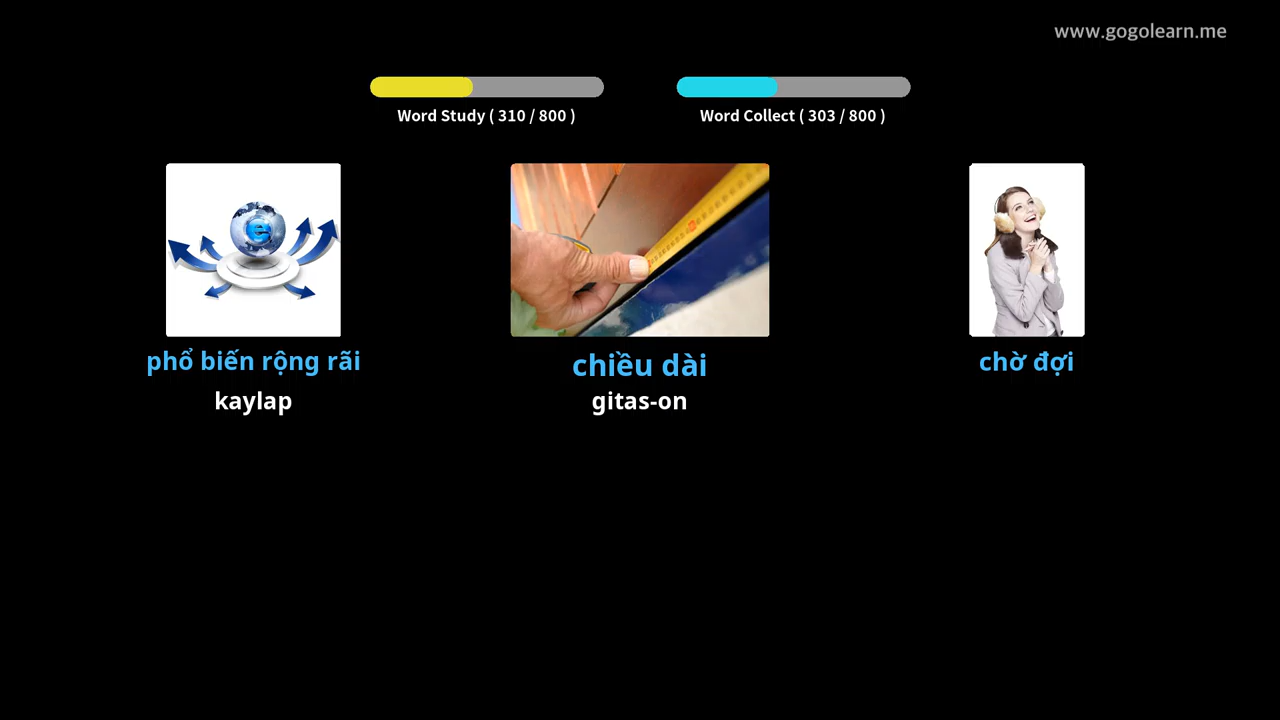 www.gogolearn.me
Word Study ( 310 / 800 )
Word Collect ( 303 / 800 )
phổ biến rộng rãi
kaylap
chiều dài
gitas-on
chờ đợi